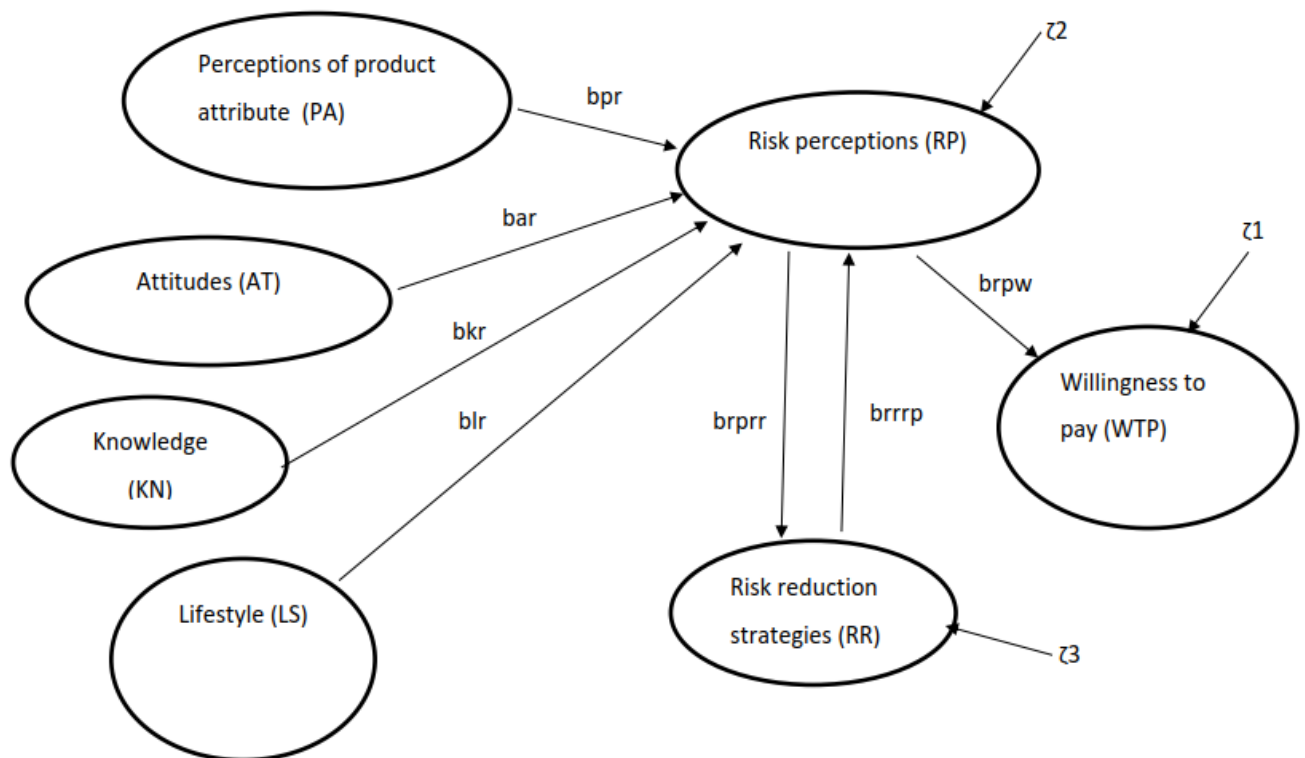 ζ2
Perceptions of product
attribute (PA)
bpr
Risk perceptions (RP)
bar
Attitudes (AT)
ζ1
brpw
bkr
Willingness to
pay (WTP)
blr
brprr
brrrp
Knowledge
(KN)
Risk reduction
strategies (RR)
Lifestyle (LS)
ζ3